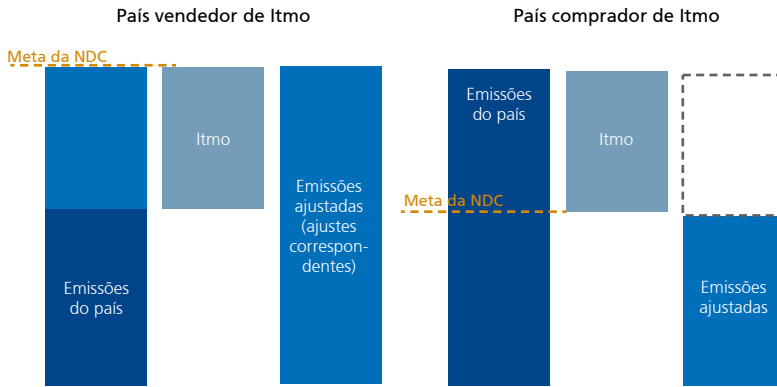 País vendedor de Itmo
Meta da NDC
Itmo
Emissões
ajustadas
(ajustes
correspon-
dentes)
Emissões
do país
País comprador de Itmo
Emissões
do país
Itmo
Meta da NDC
Emissões
ajustadas